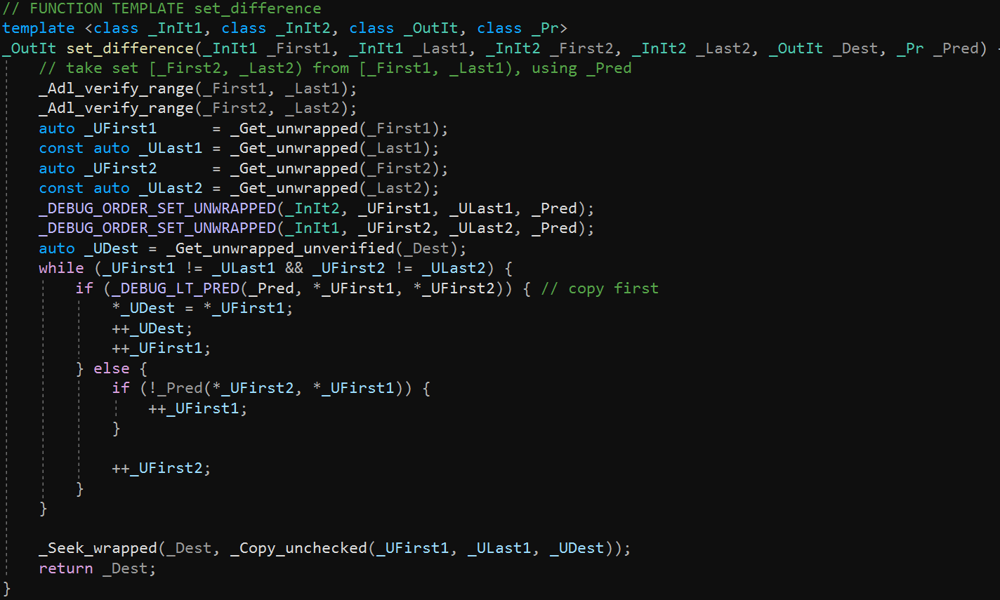 // FUNCTION TEMPLATE set_difference
template <class _InIt1, class _InIt2, class _OutIt, class _Pr>
_OutIt set_difference(_InIt1 _First1, _InIt1 _Last1, _InIt2 _First2, _InIt2 _Last2, _OutIt _Dest, _Pr _Pred)
    // take set [_First2, _Last2) from [_First1, _Last1), using _Pred
    _Adl_verify_range(_First1, _Last1);
    _Adl_verify_range(_First2, _Last2);
    auto _UFirst1      = _Get_unwrapped(_First1);
    const auto _ULast1 = _Get_unwrapped(_Last1);
    auto _UFirst2      = _Get_unwrapped(_First2);
    const auto _ULast2 = _Get_unwrapped(_Last2);
    _DEBUG_ORDER_SET_UNWRAPPED(_InIt2, _UFirst1, _ULast1, _Pred);
    _DEBUG_ORDER_SET_UNWRAPPED(_InIt1, _UFirst2, _ULast2, _Pred);
    auto _UDest = _Get_unwrapped_unverified(_Dest);
    while (_UFirst1 != _ULast1 && _UFirst2 != _ULast2) {
        if (_DEBUG_LT_PRED(_Pred, *_UFirst1, *_UFirst2)) { // copy first
            *_UDest = *_UFirst1;
            ++_UDest;
            ++_UFirst1;
        } else {
            if (!_Pred(*_UFirst2, *_UFirst1)) {
                ++_UFirst1;
            }
            ++_UFirst2;
        }
    }
    _Seek_wrapped(_Dest, _Copy_unchecked(_UFirst1, _ULast1, _UDest));
    return _Dest;
}